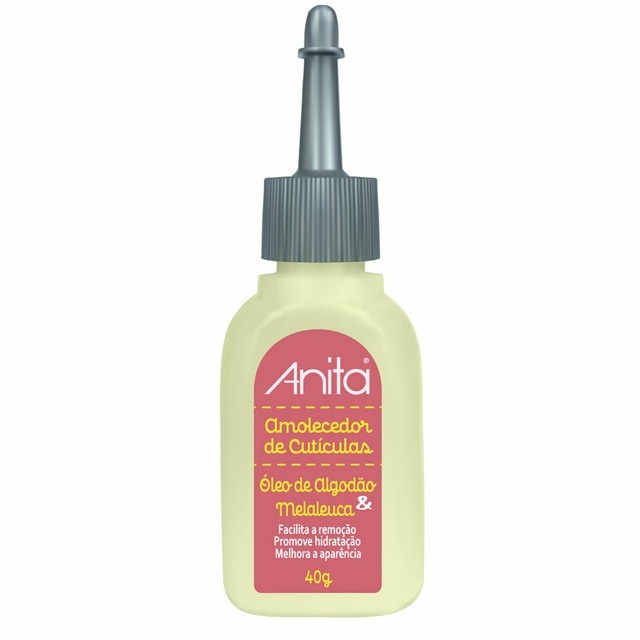 Anita®
Amolecedor
de Cutículas
Óleo de Algodão
& Melaleuca
Facilita a remoção
Promove hidratação
Melhora a aparência
40g